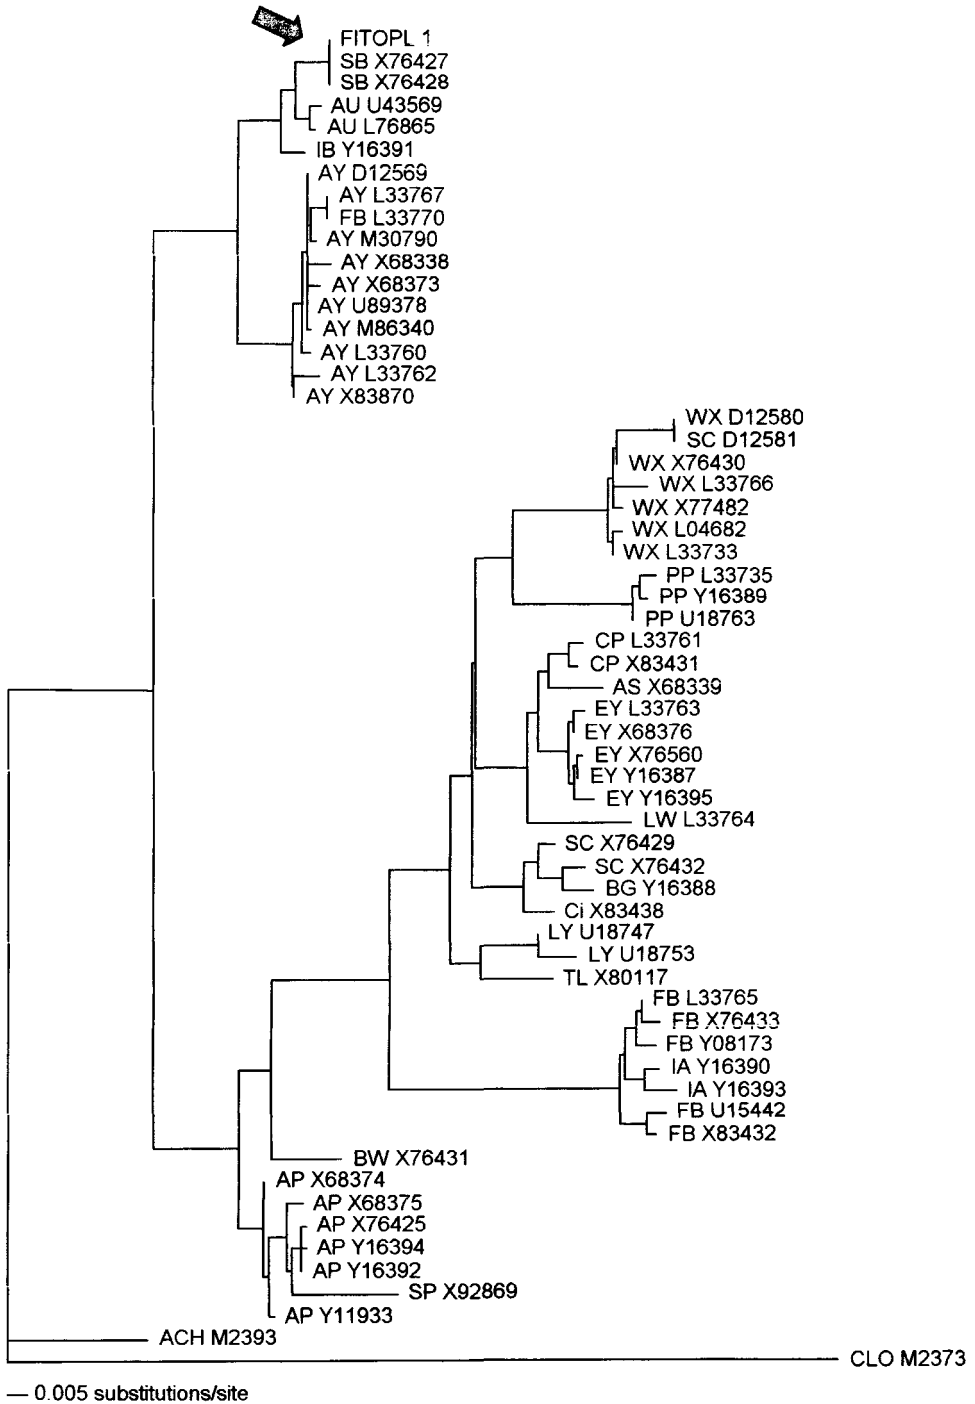 FITOPL 1
SB X76427
SB X76428
AU U43569
AU L76865
IB Y16391
AY D12569
AY L33767
FB L33770
AY M30790
AY X68338
AY X68373
AY U89378
AY M86340
AY L33760
AY L33762
AY X83870
WX D12580
SC D12581
WX X76430
WX L33766
WX X77482
WX L04682
WX L33733
PP L33735
PP Y16389
PP U18763
CP L33761
CP X83431
AS X68339
EY L33763
EY X68376
EY X76560
EY Y16387
EY Y16395
LW L33764
SC X76429
SC X76432
BG Y16388
Ci X83438
LY U18747
LY U18753
TL X80117
FB L33765
FB X76433
FB Y08173
IA Y16390
IA Y16393
FB U15442
FB X83432
BW X76431
AP X68374
AP X68375
AP X76425
AP Y16394
AP Y16392
SP X92869
AP Y11933
ACH M2393
CLO M2373
— 0.005 substitutions/site